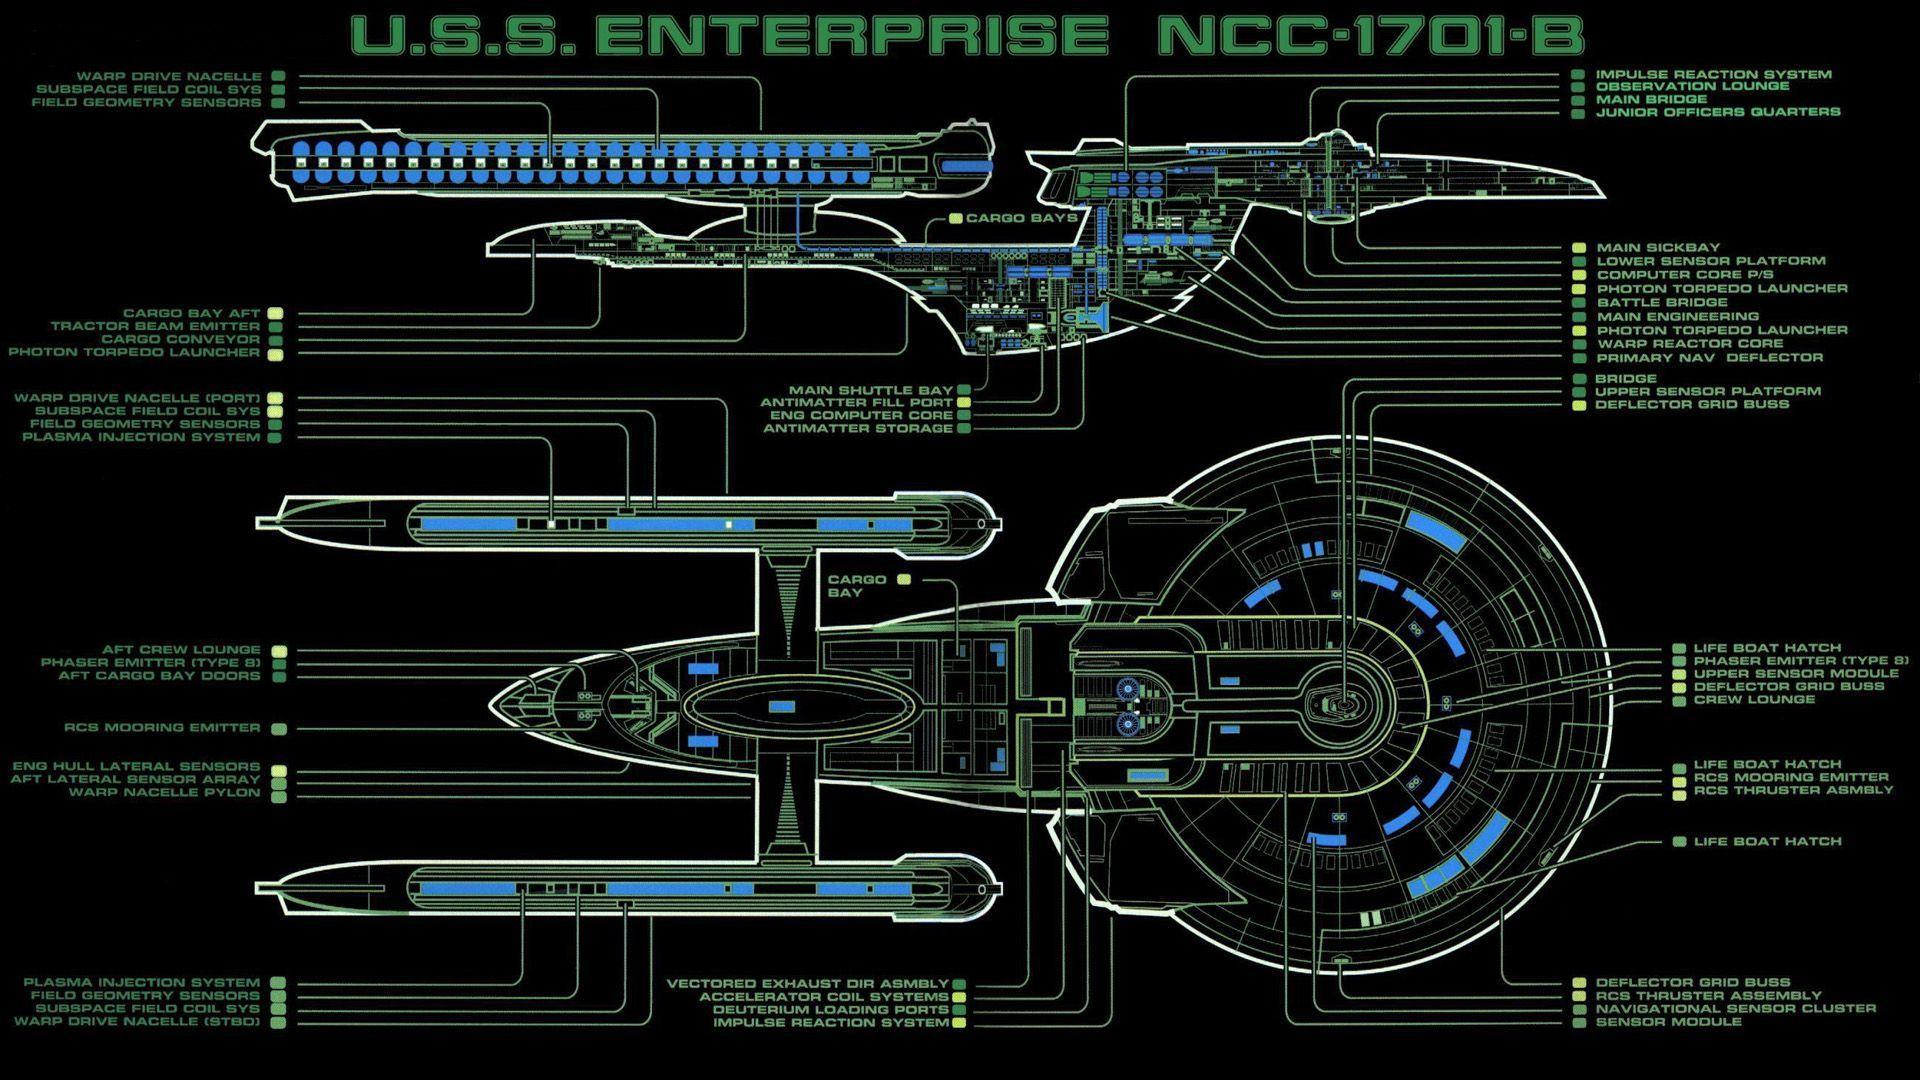 U.S.S. ENTERPRISE NCC-1701-B
WARP DRIVE NACELLE
SUBSPACE FIELD COIL SYS
FIELD GEOMETRY SENSORS
IMPULSE REACTION SYSTEM
OBSERVATION LOUNGE
MAIN BRIDGE
JUNIOR OFFICERS QUARTERS
CARGO BAYS
MAIN SICKBAY
LOWER SENSOR PLATFORM
COMPUTER CORE P/S
PHOTON TORPEDO LAUNCHER
BATTLE BRIDGE
MAIN ENGINEERING
PHOTON TORPEDO LAUNCHER
WARP REACTOR CORE
PRIMARY NAV DEFLECTOR
CARGO BAY AFT
TRACTOR BEAM EMITTER
CARGO CONVEYOR
PHOTON TORPEDO LAUNCHER
MAIN SHUTTLE BAY
ANTIMATTER FILL PORT
ENG COMPUTER CORE
ANTIMATTER STORAGE
BRIDGE
UPPER SENSOR PLATFORM
DEFLECTOR GRID BUSS
WARP DRIVE NACELLE (PORT)
SUBSPACE FIELD COIL SYS
FIELD GEOMETRY SENSORS
PLASMA INJECTION SYSTEM
CARGO
BAY
AFT CREW LOUNGE
PHASER EMITTER (TYPE 8)
AFT CARGO BAY DOORS
RCS MOORING EMITTER
ENG HULL LATERAL SENSORS
AFT LATERAL SENSOR ARRAY
WARP NACELLE PYLON
LIFE BOAT HATCH
PHASER EMITTER (TYPE 8)
UPPER SENSOR MODULE
DEFLECTOR GRID BUSS
CREW LOUNGE
LIFE BOAT HATCH
RCS MOORING EMITTER
RCS THRUSTER ASMBLY
LIFE BOAT HATCH
PLASMA INJECTION SYSTEM
FIELD GEOMETRY SENSORS
SUBSPACE FIELD COIL SYS
WARP DRIVE NACELLE (STBD)
VECTORED EXHAUST DIR ASMBLY
ACCELERATOR COIL SYSTEMS
DEUTERIUM LOADING PORTS
IMPULSE REACTION SYSTEM
DEFLECTOR GRID BUSS
RCS THRUSTER ASSEMBLY
NAVIGATIONAL SENSOR CLUSTER
SENSOR MODULE